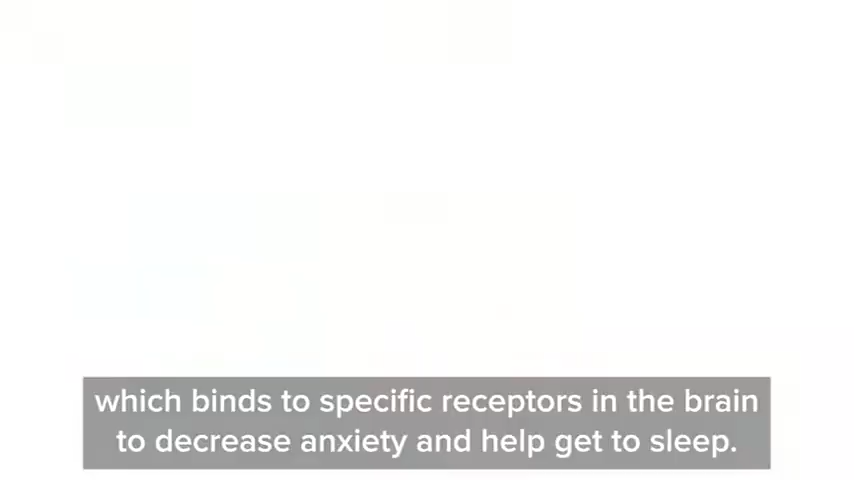 which binds to specific receptors in the brain
to decrease anxiety and help get to sleep.